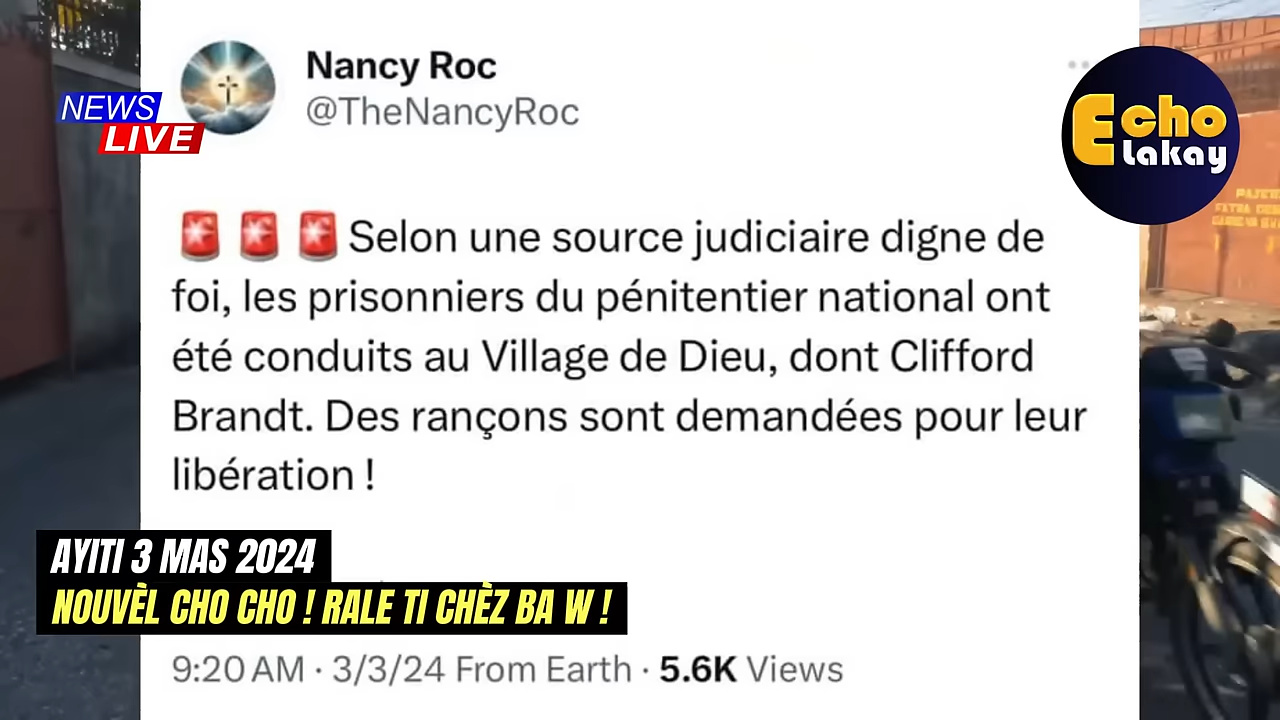 NEWS
LIVE
Nancy Roc
@TheNancyRoc
Echo
Lakay
🚨 🚨 🚨 Selon une source judiciaire digne de
foi, les prisonniers du pénitentier national ont
été conduits au Village de Dieu, dont Clifford
Brandt. Des rançons sont demandées pour leur
libération !
AYITI 3 MAS 2024
NOUVÈL CHO CHO ! RALE TI CHÈZ BA W !
9:20 AM · 3/3/24 From Earth · 5.6K Views